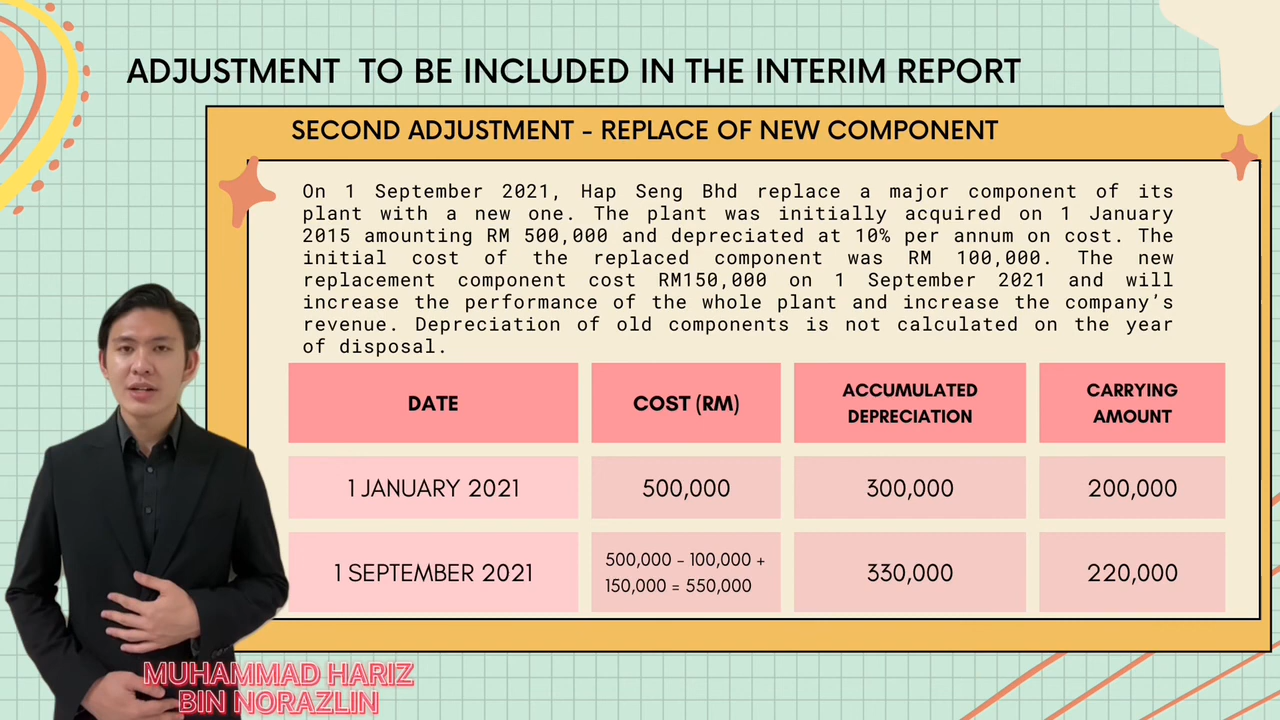 ADJUSTMENT TO BE INCLUDED IN THE INTERIM REPORT
SECOND ADJUSTMENT - REPLACE OF NEW COMPONENT
On 1 September 2021, Hap Seng Bhd replace a major component of its
plant with a new one. The plant was initially acquired on 1 January
2015 amounting RM 500,000 and depreciated at 10% per annum on cost. The
initial cost of the replaced component was RM 100,000. The new
replacement component cost RM150,000 on 1 September 2021 and will
increase the performance of the whole plant and increase the company's
revenue. Depreciation of old components is not calculated on the year
of disposal.
DATE
COST (RM)
ACCUMULATED
DEPRECIATION
CARRYING
AMOUNT
1 JANUARY 2021
500,000
300,000
200,000
1 SEPTEMBER 2021
500,000 - 100,000 +
150,000 = 550,000
330,000
220,000
MUHAMMAD HARIZ
BIN NORAZLIN